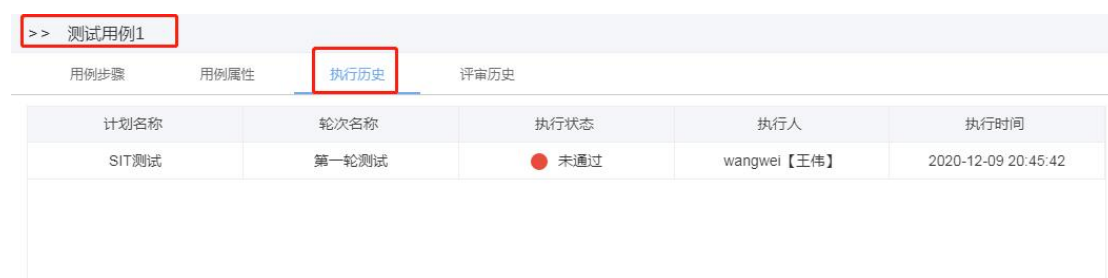 >> 测试用例1
用例步骤 用例属性 执行历史 评审历史
计划名称 轮次名称 执行状态 执行人 执行时间
SIT测试 第一轮测试 未通过 wangwei【王伟】 2020-12-09 20:45:42